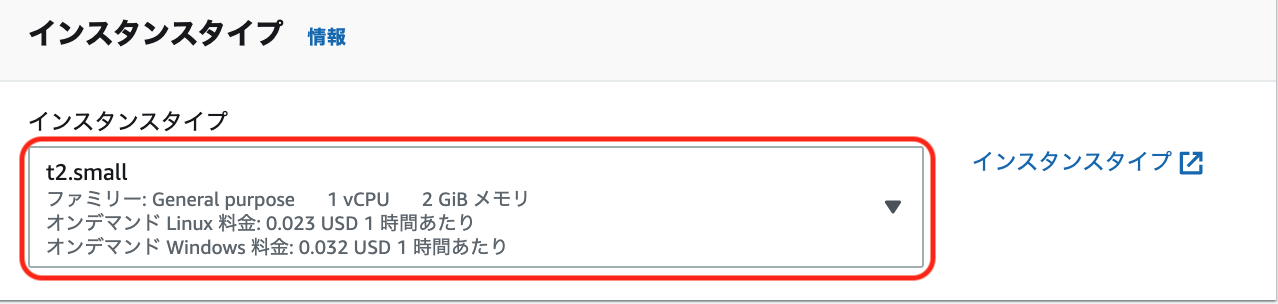 インスタンスタイプ 情報
インスタンスタイプ
t2.small
インスタンスタイプ
ファミリー: General purpose 1 vCPU 2 GiB メモリ
オンデマンド Linux 料金: 0.023 USD 1 時間あたり
オンデマンド Windows 料金: 0.032 USD 1 時間あたり